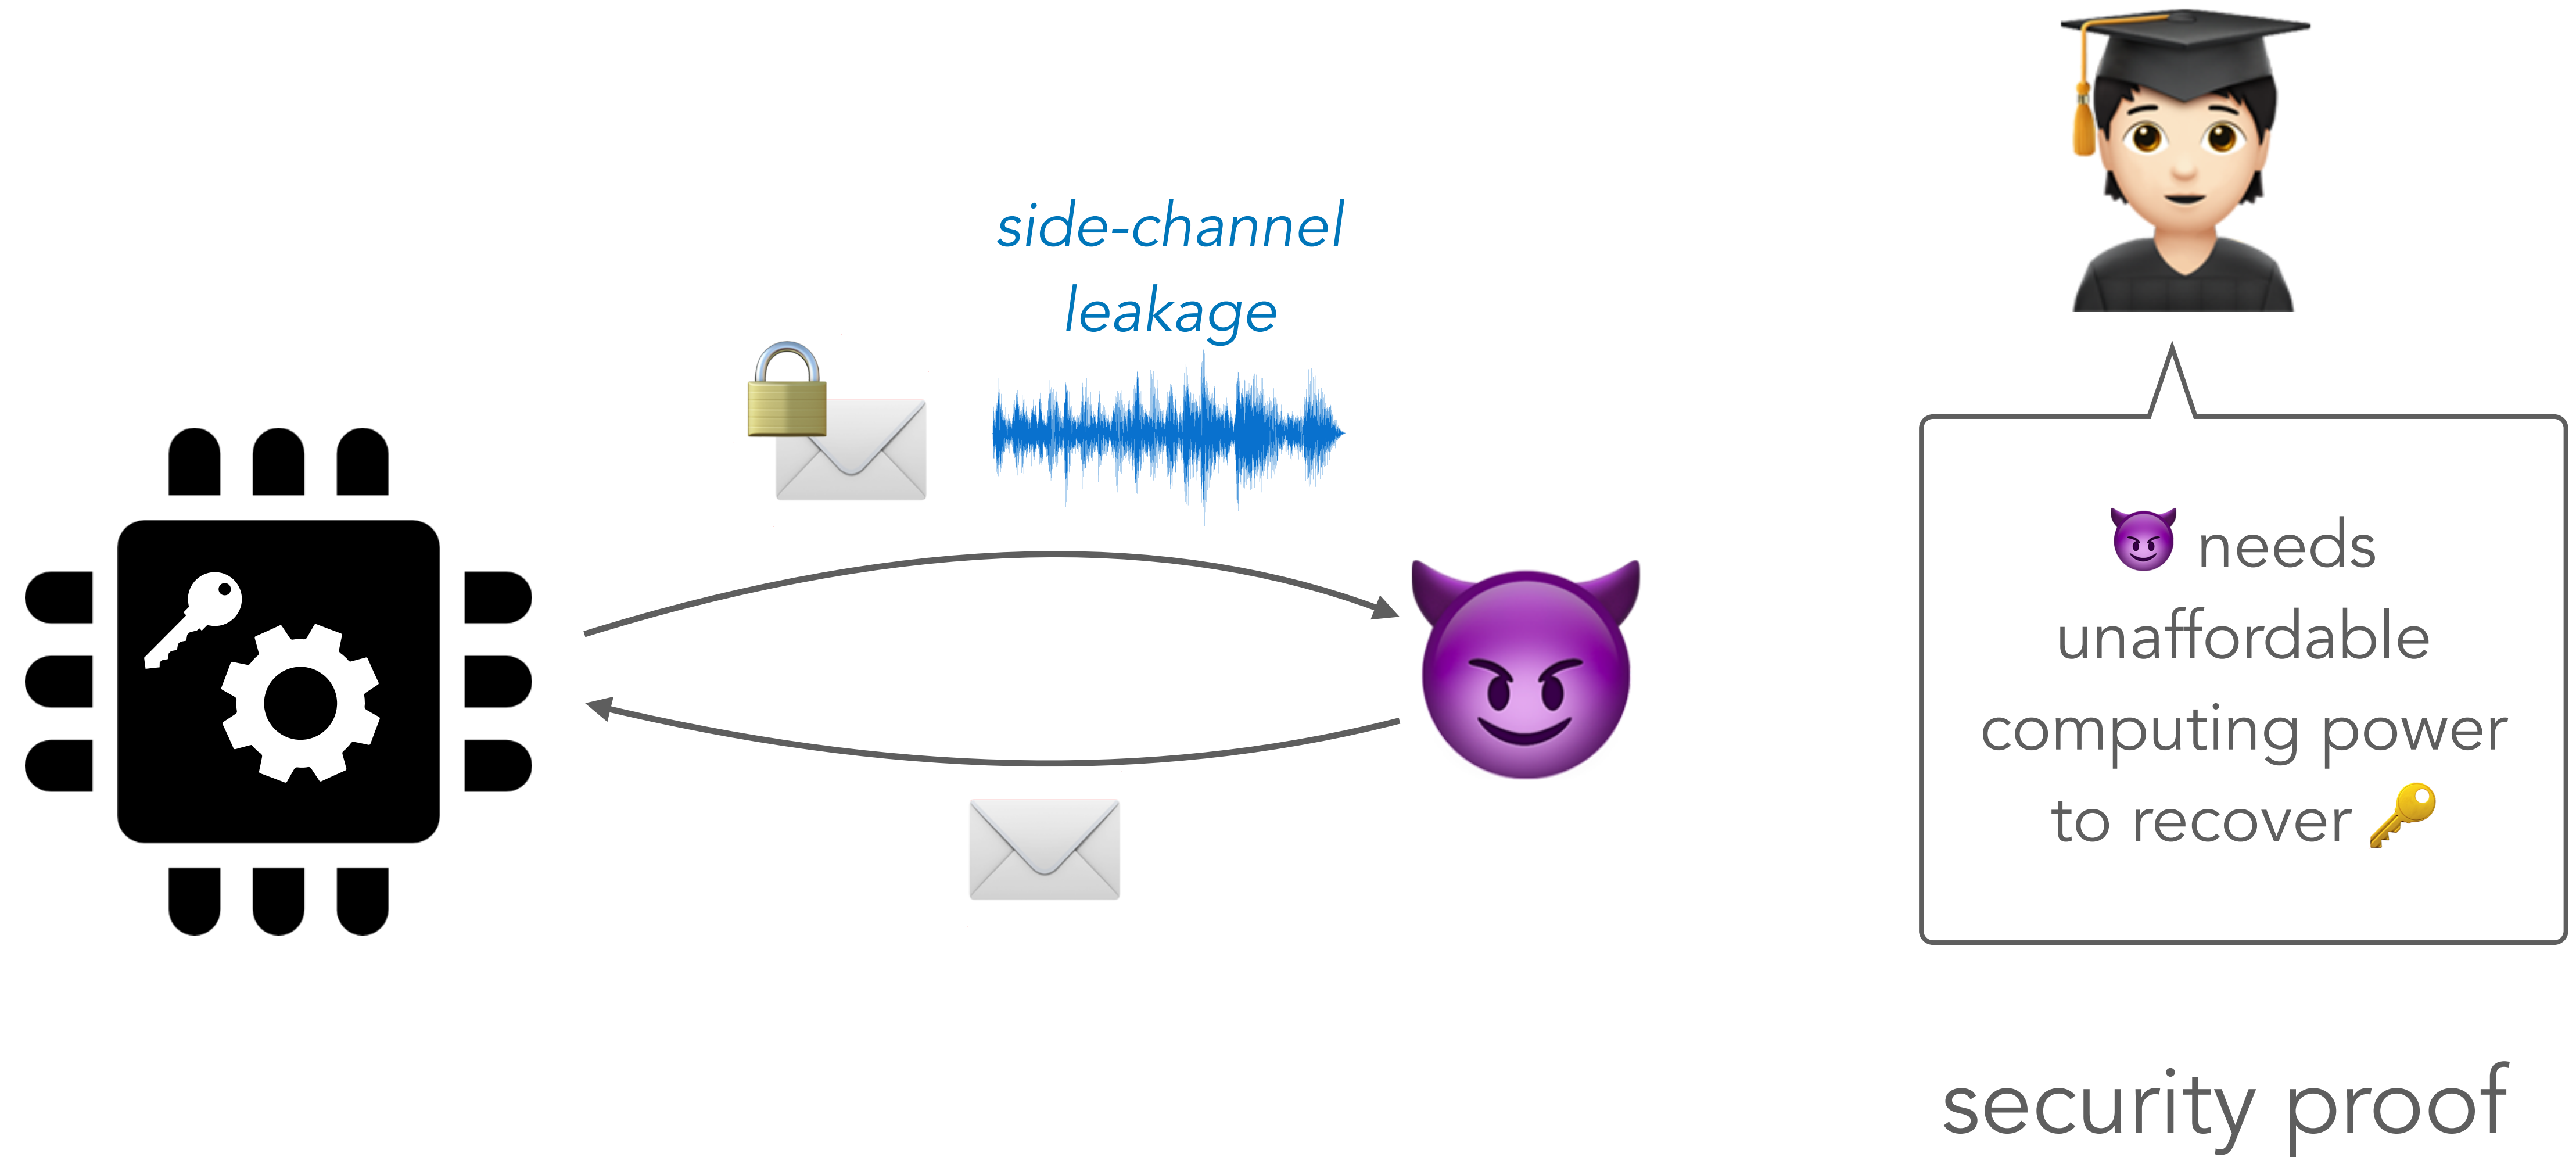 side-channel
leakage
😈 needs
unaffordable
computing power
to recover 🔑
security proof